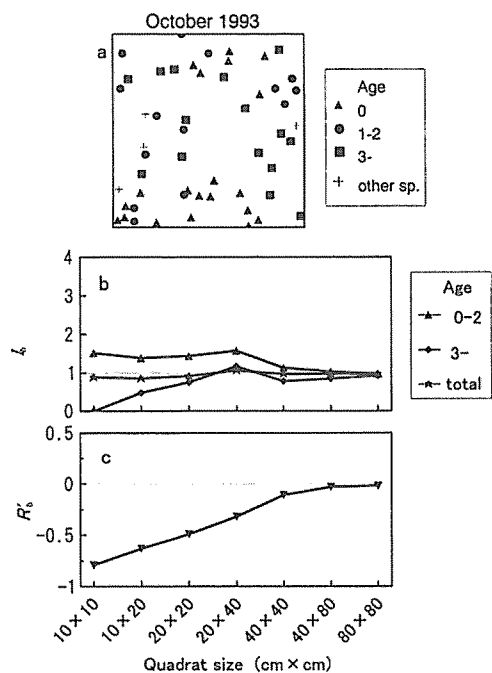 October 1993
a
Age
0
1-2
3-
other sp.
b
4
3
2
1
0
Iδ
Age
0-2
3-
total
c
0.5
0
-0.5
-1
R'δ
10×10
10×20
20×20
20×40
40×40
40×80
80×80
Quadrat size (cm×cm)